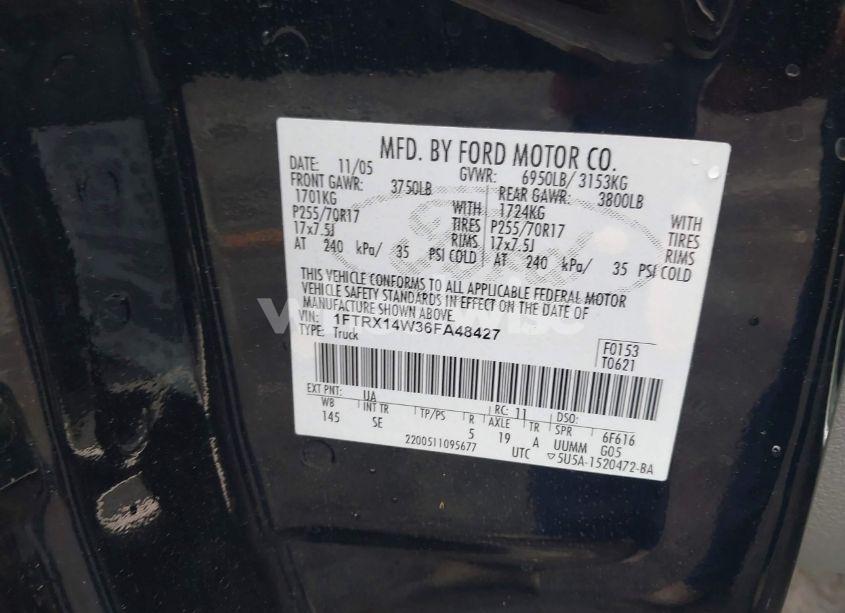 MFD. BY FORD MOTOR CO.
DATE: 11/05 GVWR: 6950LB/ 3153KG
FRONT GAWR: 3750LB REAR GAWR: 3800LB
1701KG WITH 1724KG WITH
P255/70R17 TIRES P255/70R17 TIRES
17x7.5J RIMS 17x7.5J RIMS
AT 240 kPa/ 35 PSI COLD AT 240 kPa/ 35 PSI COLD
THIS VEHICLE CONFORMS TO ALL APPLICABLE FEDERAL MOTOR
VEHICLE SAFETY STANDARDS IN EFFECT ON THE DATE OF
MANUFACTURE SHOWN ABOVE.
VIN: 1FTRX14W36FA48427
TYPE: Truck
F0153
T0621
EXT PNT: UA RC: 11 DSO:
WB INT TR TP/PS R AXLE TR SPR 6F616
145 SE 5 19 A UUMM G05
2200511095677 UTC ▽5U5A-1520472-BA
Ford